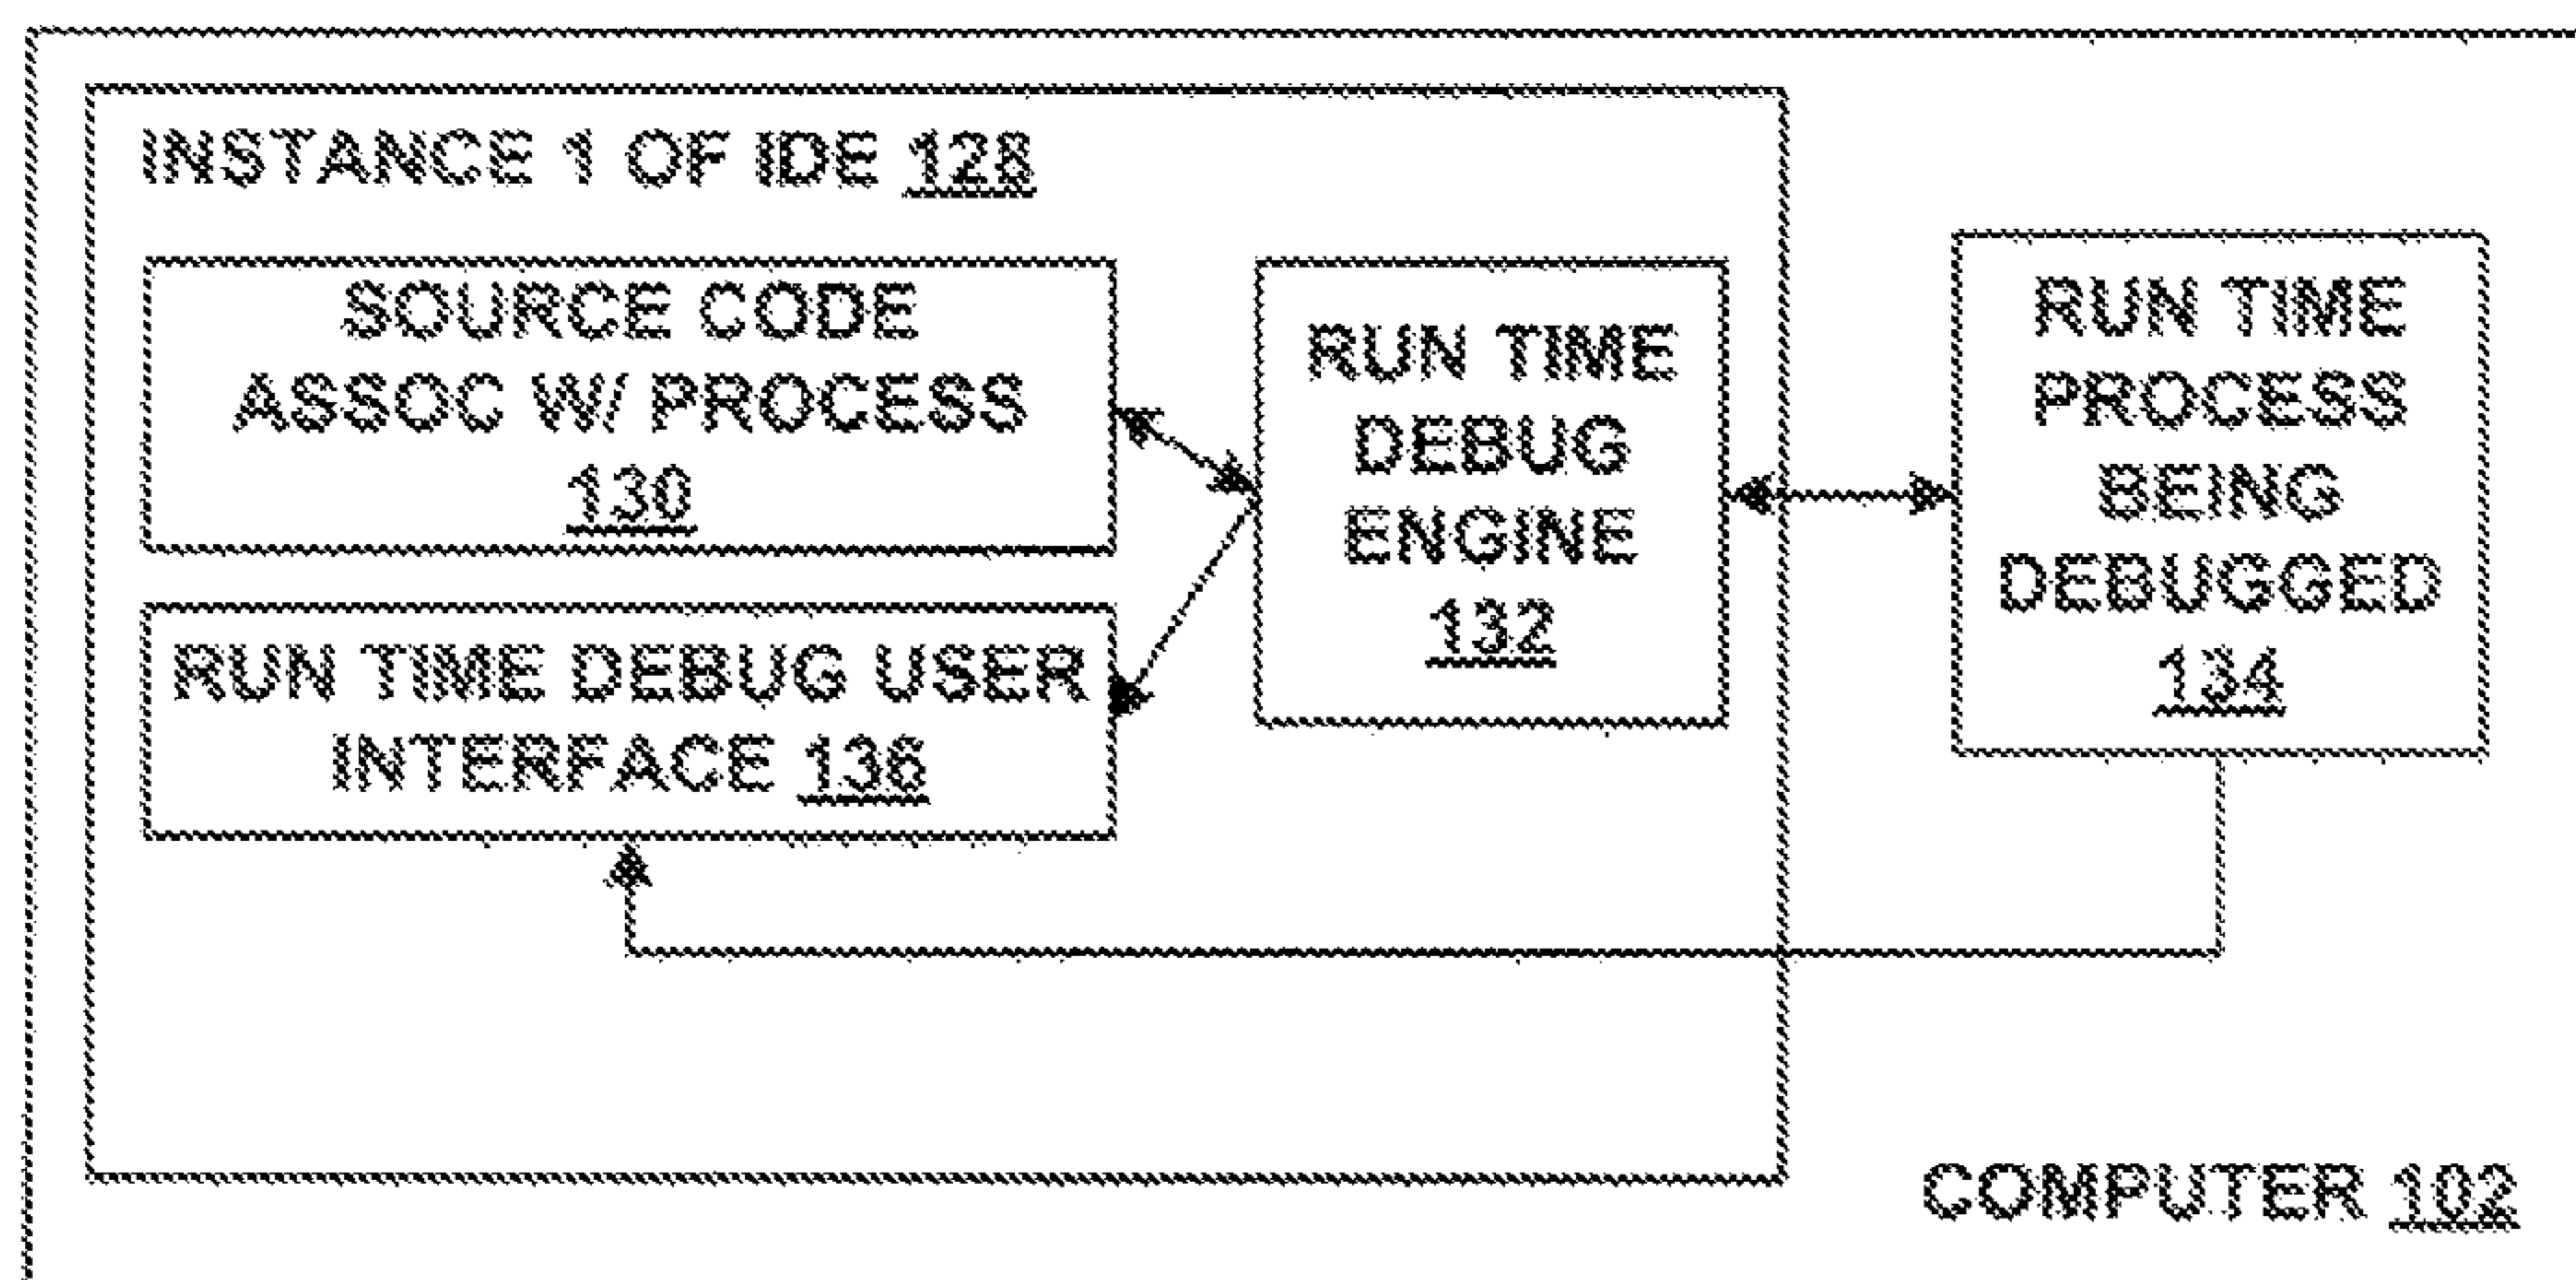 INSTANCE 1 OF IDE 128
SOURCE CODE
ASSOC W/ PROCESS
130
RUN TIME DEBUG USER
INTERFACE 136
RUN TIME
DEBUG
ENGINE
132
RUN TIME
PROCESS
BEING
DEBUGGED
134
COMPUTER 102